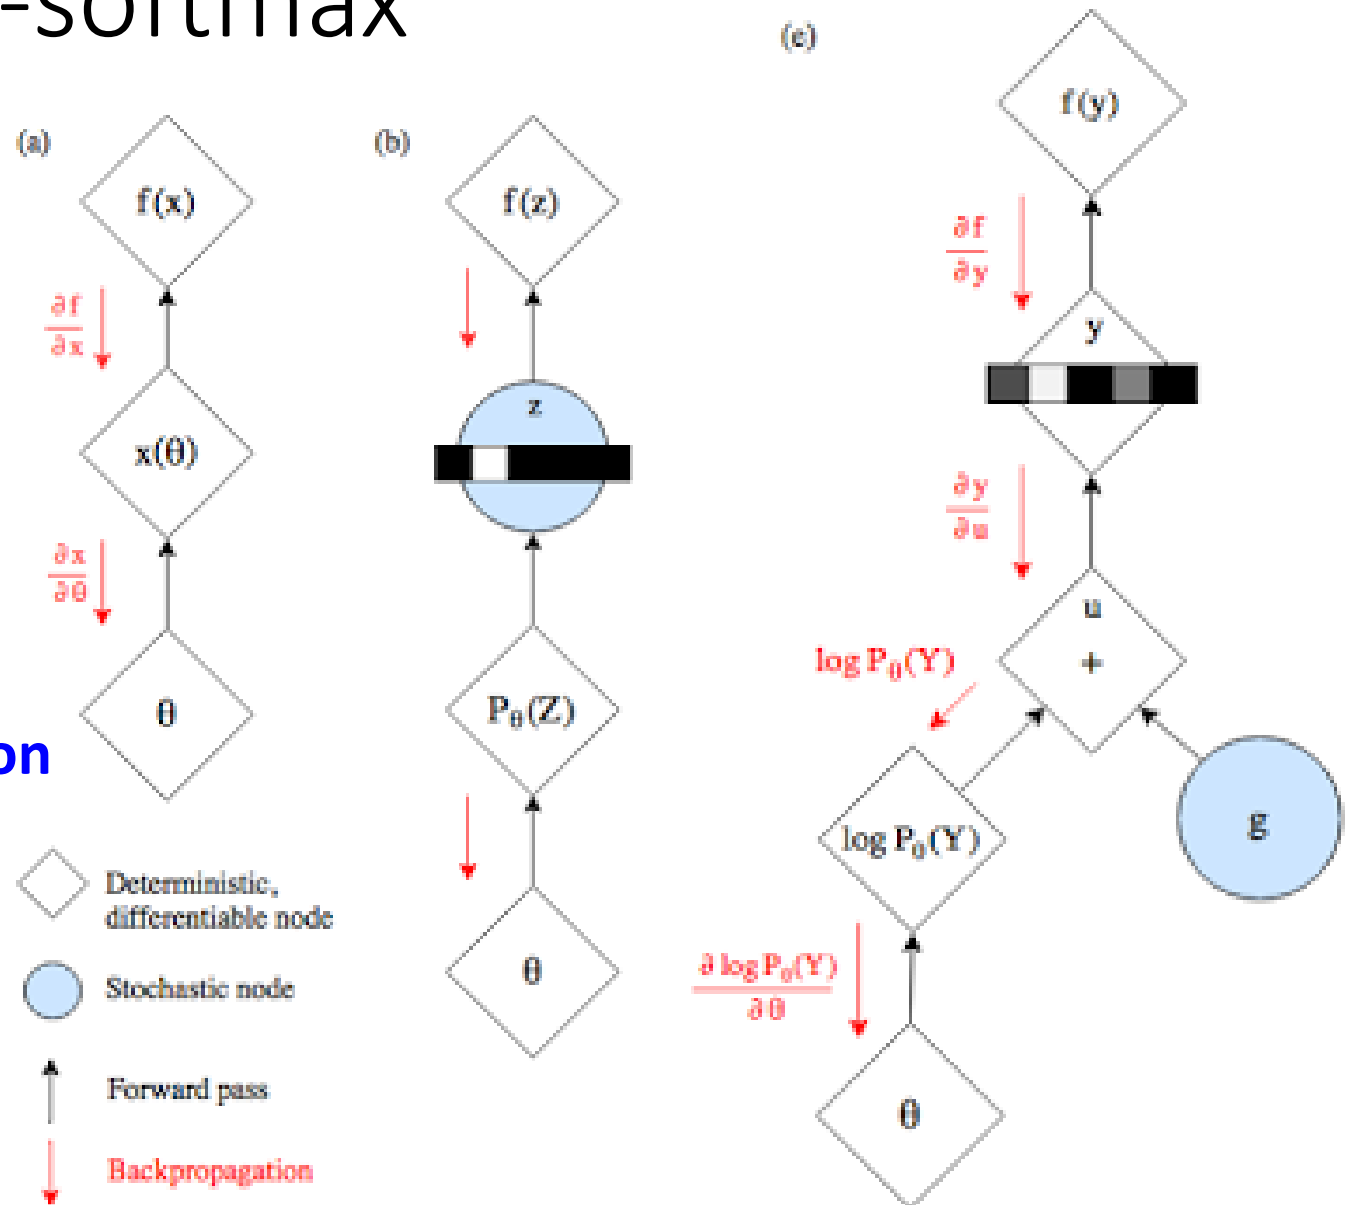 -softmax
(a)
f(x)
∂f
∂x
x(θ)
∂x
∂θ
θ
on
Deterministic,
differentiable node
Stochastic node
Forward pass
Backpropagation
(b)
f(z)
z
P_θ(Z)
θ
(e)
f(y)
∂f
∂y
y
∂y
∂u
u
+
log P_θ(Y)
log P_θ(Y)
g
∂ log P_θ(Y)
∂θ
θ